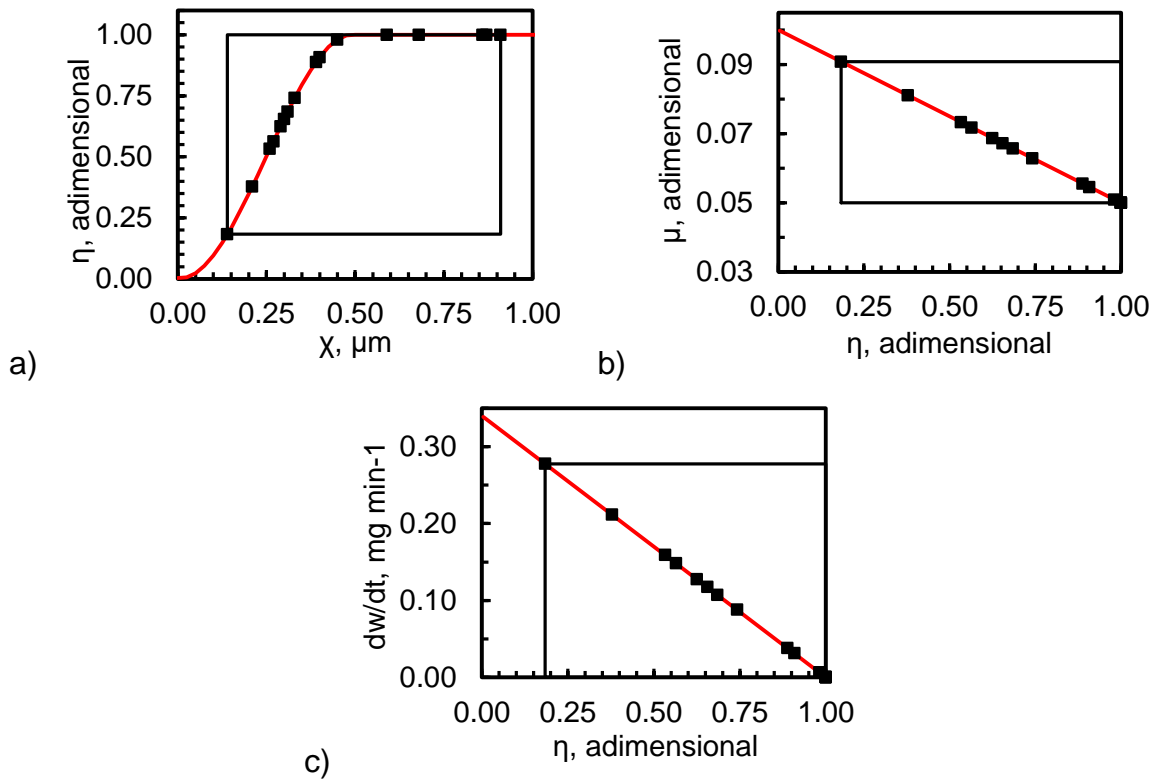 1.00
0.75
0.50
0.25
0.00
η, adimensional
0.00 0.25 0.50 0.75 1.00
χ, μm
a)
0.09
0.07
0.05
0.03
μ, adimensional
0.00 0.25 0.50 0.75 1.00
η, adimensional
b)
0.30
0.20
0.10
0.00
dw/dt, mg min-1
0.00 0.25 0.50 0.75 1.00
η, adimensional
c)